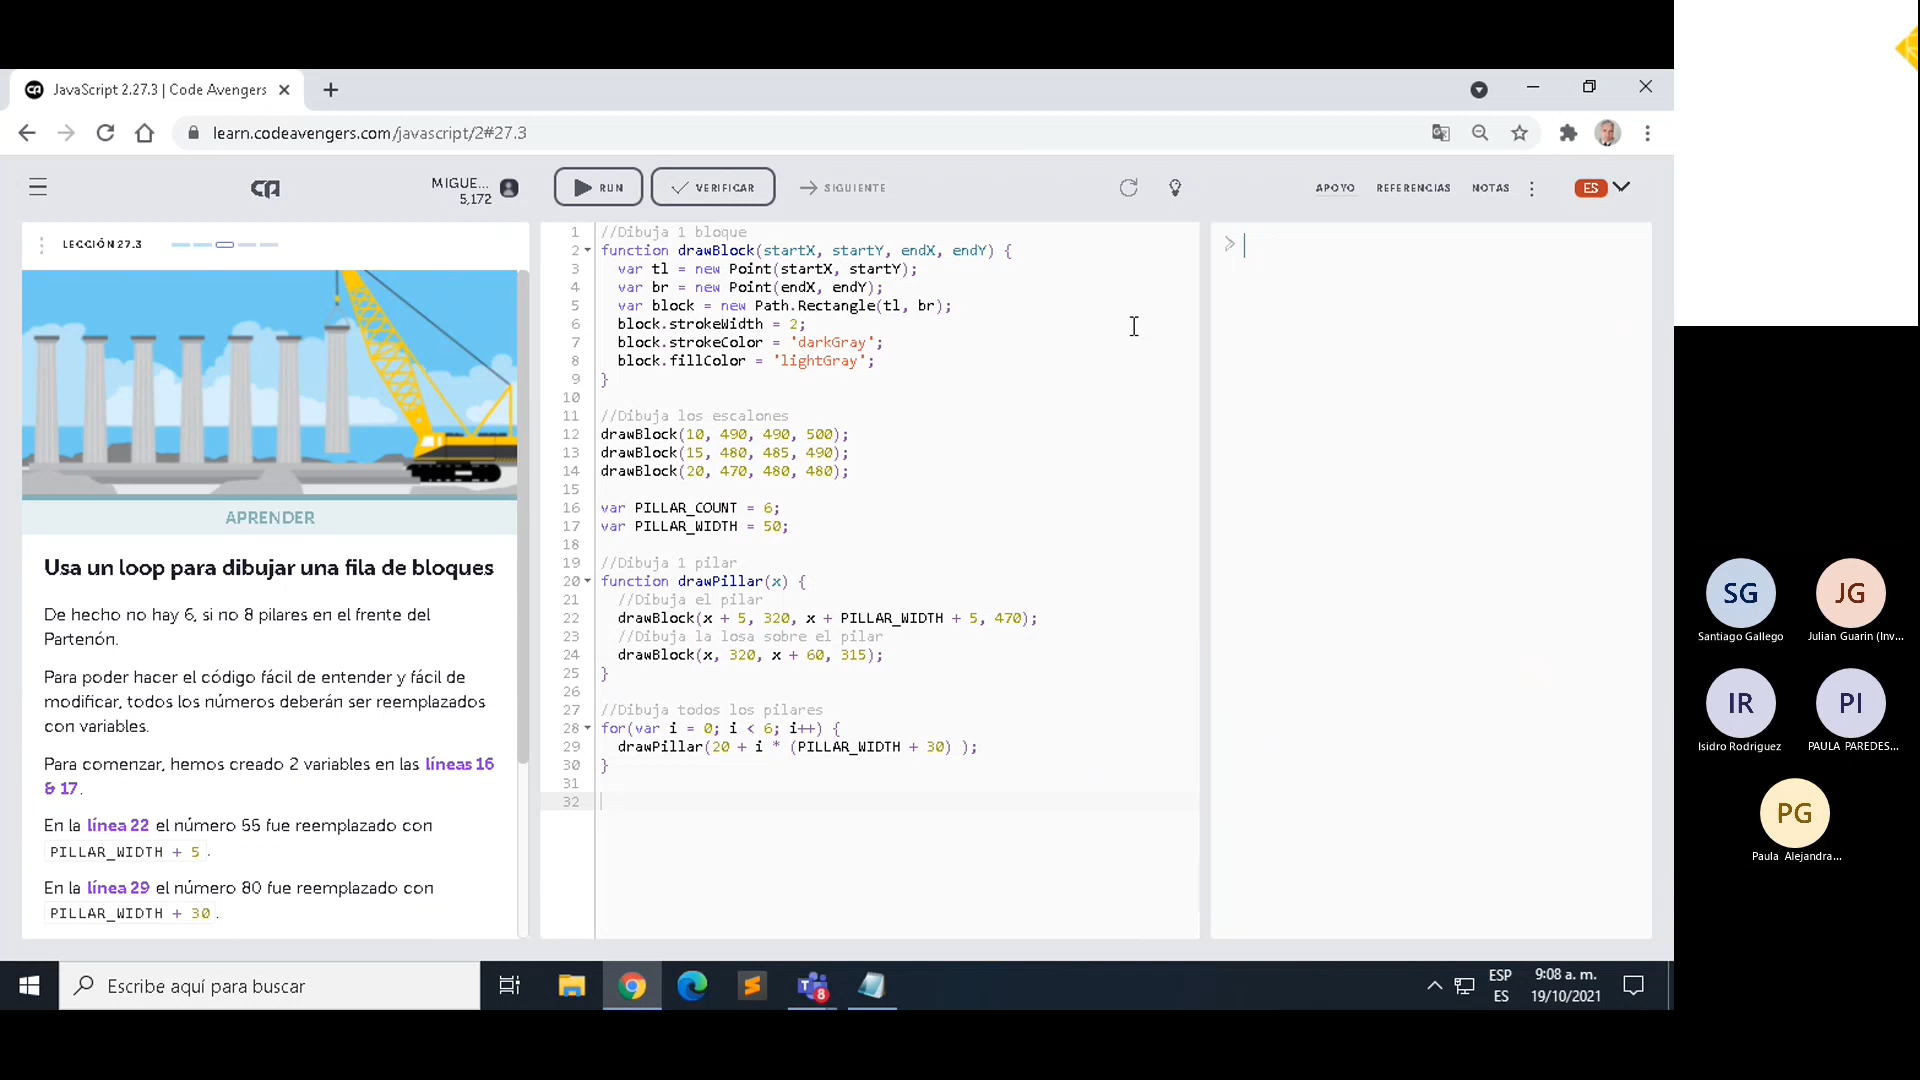 JavaScript 2.27.3 | Code Avengers
learn.codeavengers.com/javascript/2#27.3
MIGUE...
5,172
RUN
VERIFICAR
SIGUIENTE
APOYO
REFERENCIAS
NOTAS
ES
LECCIÓN 27.3
APRENDER
Usa un loop para dibujar una fila de bloques
De hecho no hay 6, si no 8 pilares en el frente del
Partenón.
Para poder hacer el código fácil de entender y fácil de
modificar, todos los números deberán ser reemplazados
con variables.
Para comenzar, hemos creado 2 variables en las líneas 16
& 17.
En la línea 22 el número 55 fue reemplazado con
PILLAR_WIDTH + 5 .
En la línea 29 el número 80 fue reemplazado con
PILLAR_WIDTH + 30 .
1 //Dibuja 1 bloque
2 function drawBlock(startX, startY, endX, endY) {
3 var tl = new Point(startX, startY);
4 var br = new Point(endX, endY);
5 var block = new Path.Rectangle(tl, br);
6 block.strokeWidth = 2;
7 block.strokeColor = 'darkGray';
8 block.fillColor = 'lightGray';
9 }
10
11 //Dibuja los escalones
12 drawBlock(10, 490, 490, 500);
13 drawBlock(15, 480, 485, 490);
14 drawBlock(20, 470, 480, 480);
15
16 var PILLAR_COUNT = 6;
17 var PILLAR_WIDTH = 50;
18
19 //Dibuja 1 pilar
20 function drawPillar(x) {
21 //Dibuja el pilar
22 drawBlock(x + 5, 320, x + PILLAR_WIDTH + 5, 470);
23 //Dibuja la losa sobre el pilar
24 drawBlock(x, 320, x + 60, 315);
25 }
26
27 //Dibuja todos los pilares
28 for(var i = 0; i < 6; i++) {
29 drawPillar(20 + i * (PILLAR_WIDTH + 30) );
30 }
31
32
>
SG
Santiago Gallego
JG
Julian Guarin (Inv...
IR
Isidro Rodriguez
PI
PAULA PAREDES...
PG
Paula Alejandra...
Escribe aquí para buscar
8
ESP
ES
9:08 a. m.
19/10/2021